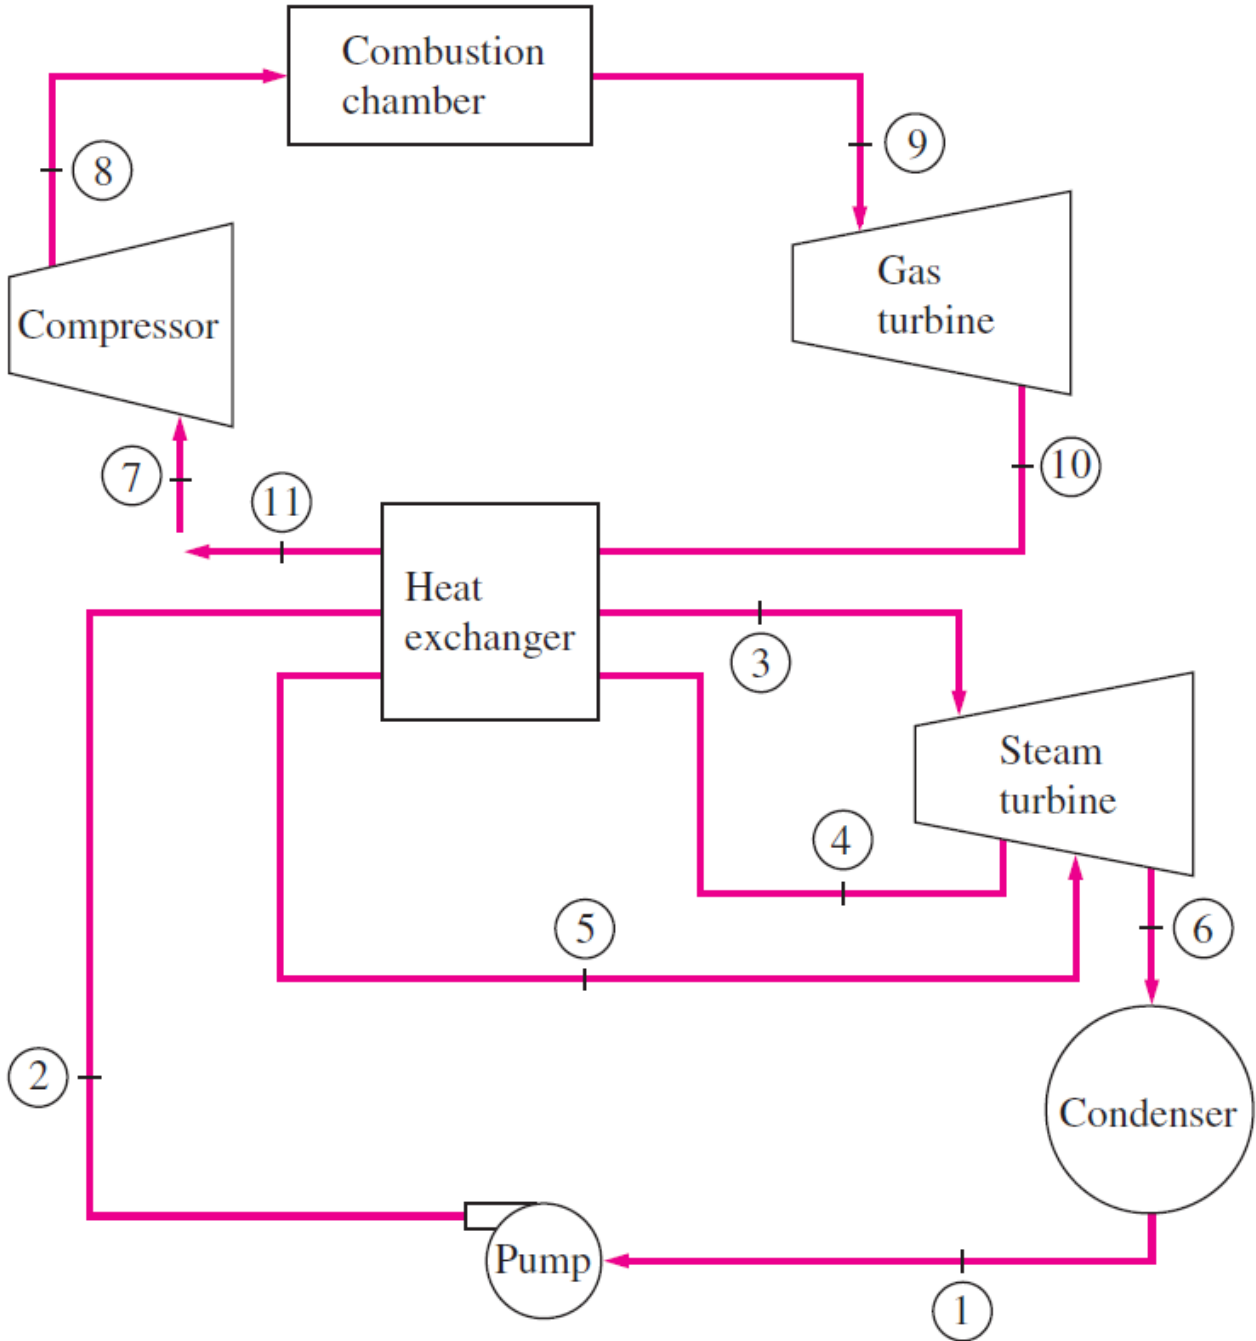 Combustion
chamber
8
9
Gas
turbine
Compressor
7
11
10
Heat
exchanger
3
Steam
turbine
4
5
6
2
Condenser
Pump
1